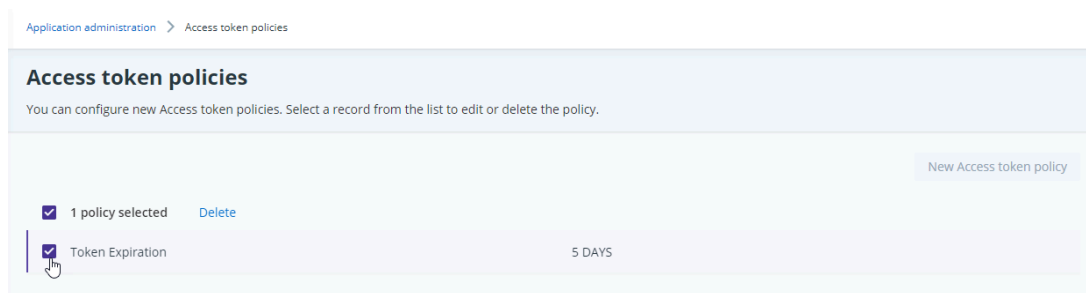 Application administration > Access token policies
Access token policies
You can configure new Access token policies. Select a record from the list to edit or delete the policy.
New Access token policy
1 policy selected Delete
Token Expiration 5 DAYS